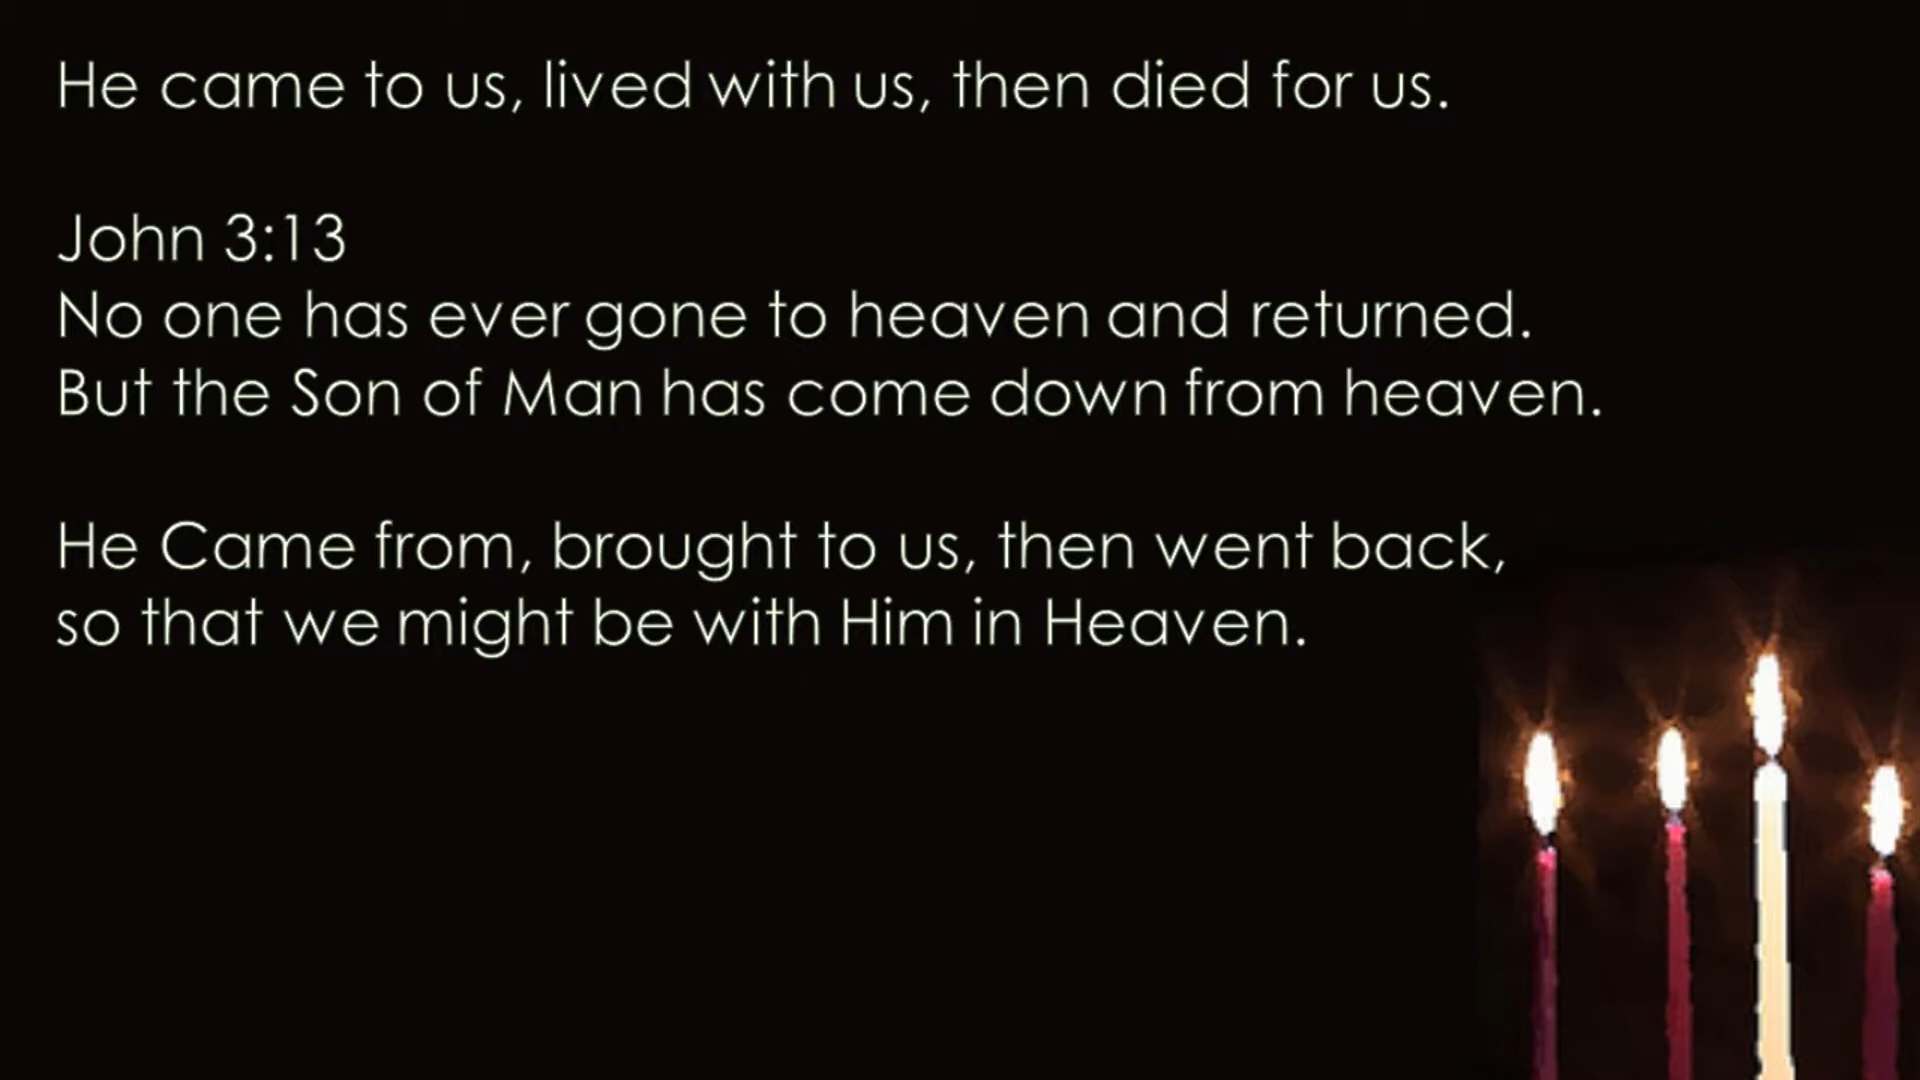 He came to us, lived with us, then died for us.
John 3:13
No one has ever gone to heaven and returned.
But the Son of Man has come down from heaven.
He Came from, brought to us, then went back,
so that we might be with Him in Heaven.